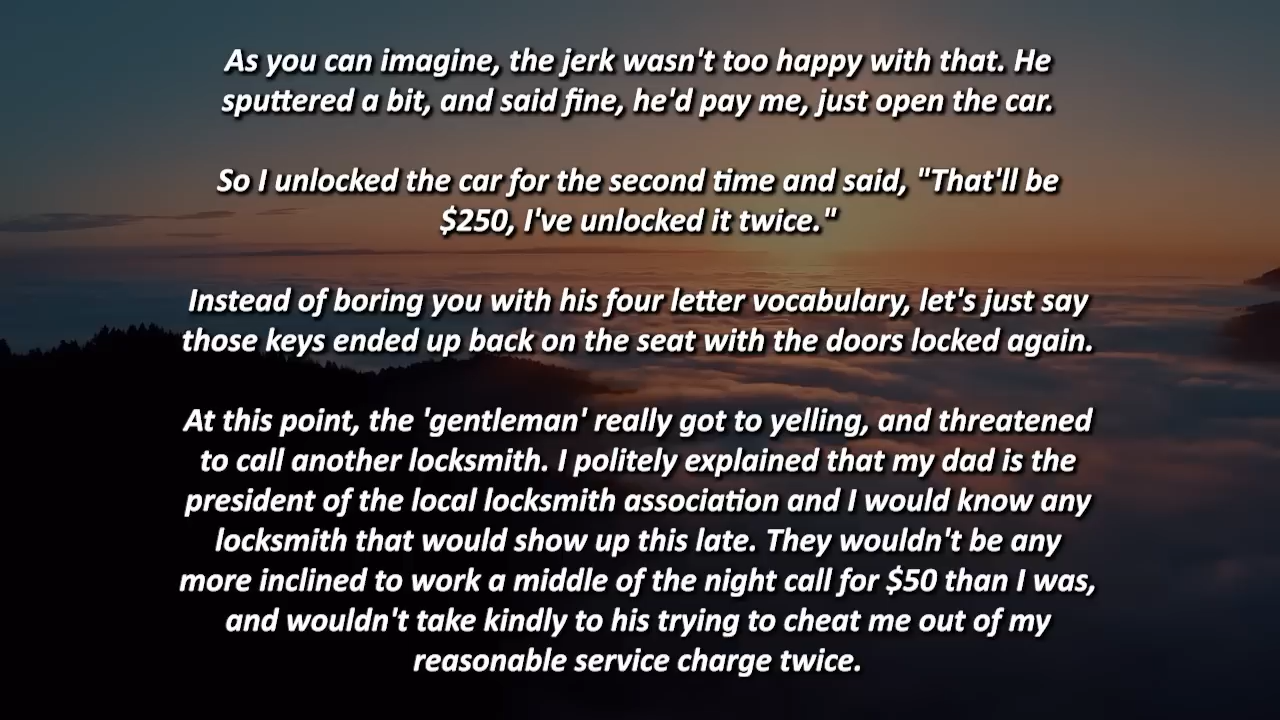 As you can imagine, the jerk wasn't too happy with that. He
sputtered a bit, and said fine, he'd pay me, just open the car.
So I unlocked the car for the second time and said, "That'll be
$250, I've unlocked it twice."
Instead of boring you with his four letter vocabulary, let's just say
those keys ended up back on the seat with the doors locked again.
At this point, the 'gentleman' really got to yelling, and threatened
to call another locksmith. I politely explained that my dad is the
president of the local locksmith association and I would know any
locksmith that would show up this late. They wouldn't be any
more inclined to work a middle of the night call for $50 than I was,
and wouldn't take kindly to his trying to cheat me out of my
reasonable service charge twice.